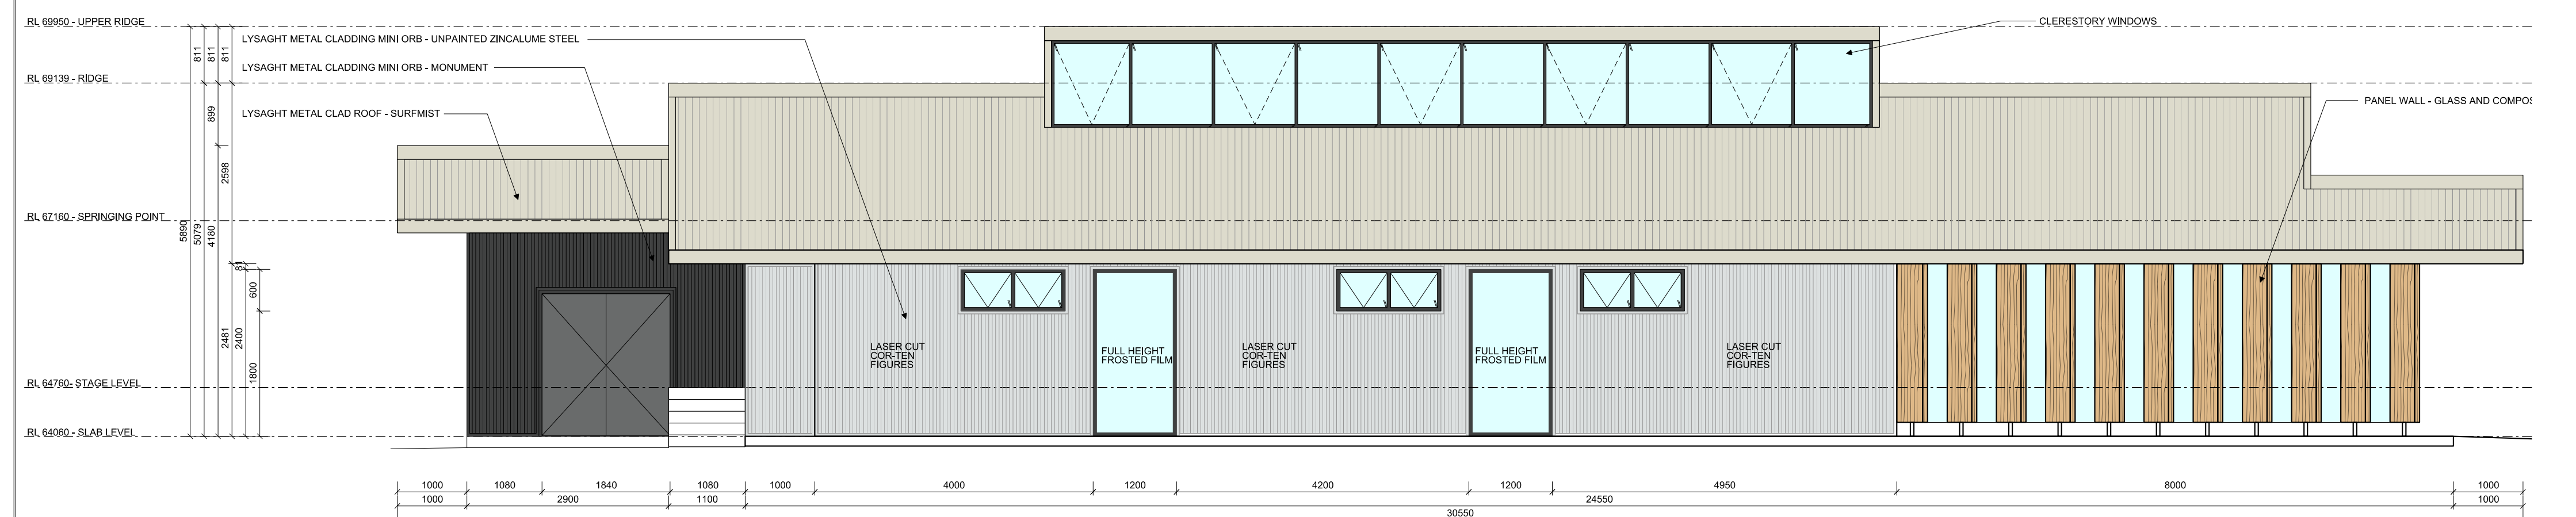 RL 69950 - UPPER RIDGE
CLERESTORY WINDOWS
LYSAGHT METAL CLADDING MINI ORB - UNPAINTED ZINCALUME STEEL
811
811
811
LYSAGHT METAL CLADDING MINI ORB - MONUMENT
RL 69139 - RIDGE
PANEL WALL - GLASS AND COMPOS
LYSAGHT METAL CLAD ROOF - SURFMIST
899
2598
RL 67160 - SPRINGING POINT
5890
5079
4180
81
600
2481
2400
1800
LASER CUT
COR-TEN
FIGURES
FULL HEIGHT
FROSTED FILM
LASER CUT
COR-TEN
FIGURES
FULL HEIGHT
FROSTED FILM
LASER CUT
COR-TEN
FIGURES
RL 64760- STAGE LEVEL
RL 64060 - SLAB LEVEL
1000 1080 1840 1080 1000 4000 1200 4200 1200 4950 8000 1000
1000 2900 1100 24550 1000
30550